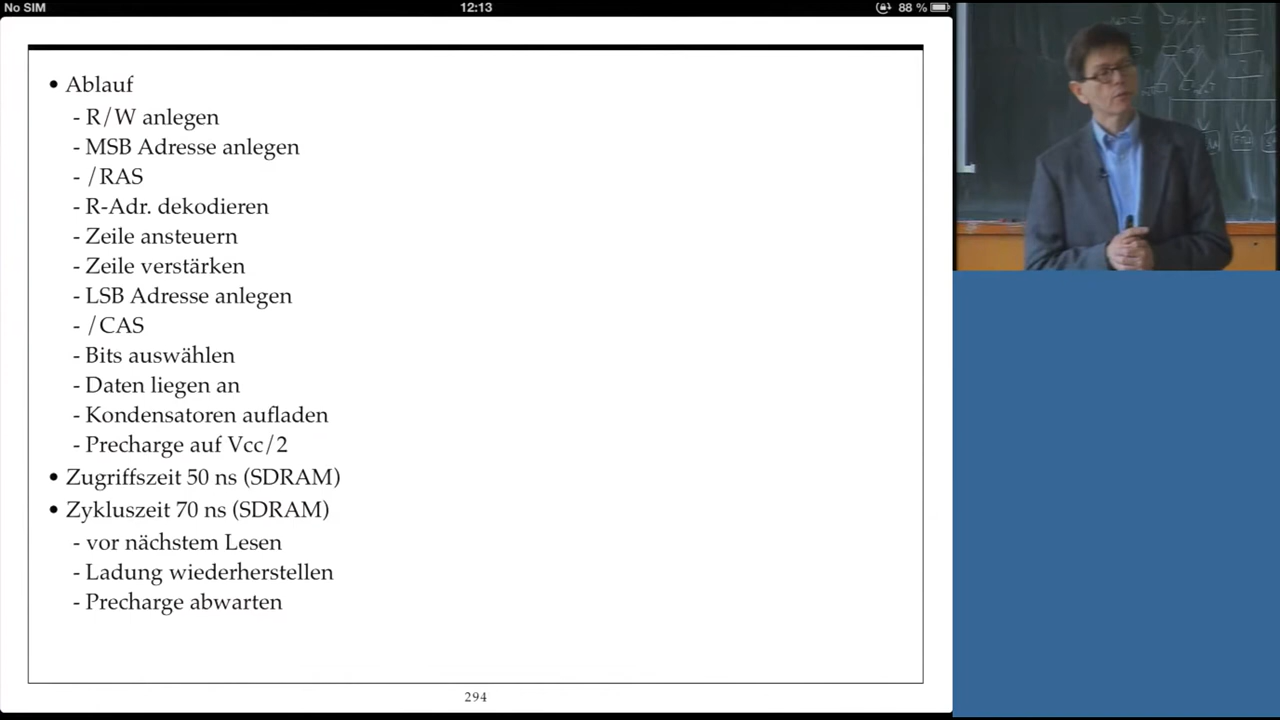 No SIM 12:13 88 %
• Ablauf
- R/W anlegen
- MSB Adresse anlegen
- /RAS
- R-Adr. dekodieren
- Zeile ansteuern
- Zeile verstärken
- LSB Adresse anlegen
- /CAS
- Bits auswählen
- Daten liegen an
- Kondensatoren aufladen
- Precharge auf Vcc/2
• Zugriffszeit 50 ns (SDRAM)
• Zykluszeit 70 ns (SDRAM)
- vor nächstem Lesen
- Ladung wiederherstellen
- Precharge abwarten
294